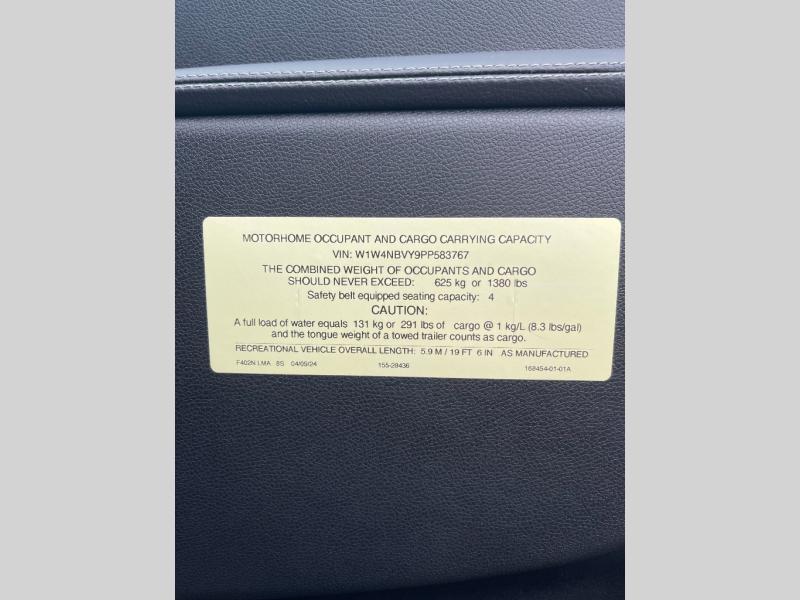 MOTORHOME OCCUPANT AND CARGO CARRYING CAPACITY
VIN: W1W4NBVY9PP583767
THE COMBINED WEIGHT OF OCCUPANTS AND CARGO
SHOULD NEVER EXCEED: 625 kg or 1380 lbs
Safety belt equipped seating capacity: 4
CAUTION:
A full load of water equals 131 kg or 291 lbs of cargo @ 1 kg/L (8.3 lbs/gal)
and the tongue weight of a towed trailer counts as cargo.
RECREATIONAL VEHICLE OVERALL LENGTH: 5.9 M / 19 FT 6 IN AS MANUFACTURED
F402N LMA 8S 04/09/24 155-29436 168454-01-01A